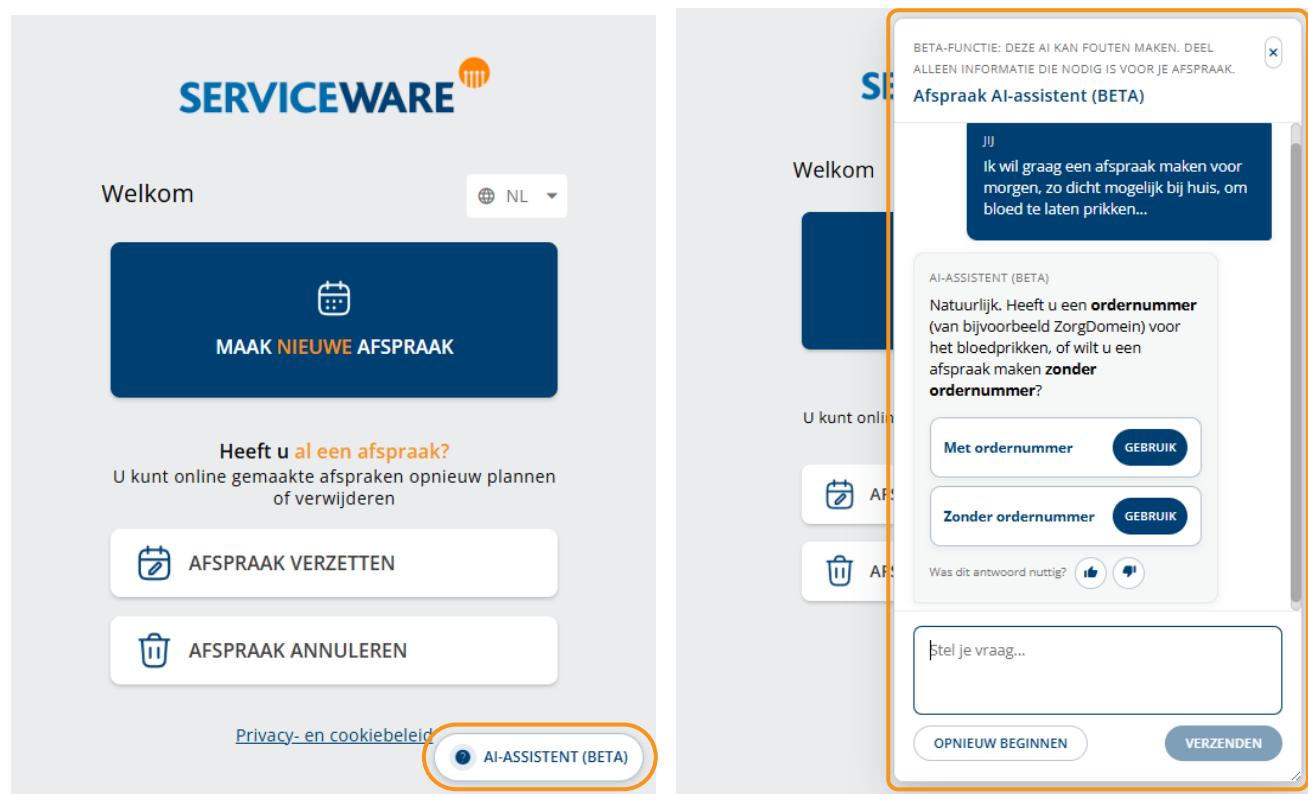 SERVICEWARE
Welkom
NL
MAAK NIEUWE AFSPRAAK
Heeft u al een afspraak?
U kunt online gemaakte afspraken opnieuw plannen
of verwijderen
AFSPRAAK VERZETTEN
AFSPRAAK ANNULEREN
Privacy- en cookiebeleid
AI-ASSISTENT (BETA)
SE
Welkom
U kunt onlin
AFS
AFS
BETA-FUNCTIE: DEZE AI KAN FOUTEN MAKEN. DEEL
ALLEEN INFORMATIE DIE NODIG IS VOOR JE AFSPRAAK.
Afspraak AI-assistent (BETA)
JIJ
Ik wil graag een afspraak maken voor
morgen, zo dicht mogelijk bij huis, om
bloed te laten prikken...
AI-ASSISTENT (BETA)
Natuurlijk. Heeft u een ordernummer
(van bijvoorbeeld ZorgDomein) voor
het bloedprikken, of wilt u een
afspraak maken zonder
ordernummer?
Met ordernummer
GEBRUIK
Zonder ordernummer
GEBRUIK
Was dit antwoord nuttig?
Stel je vraag...
OPNIEUW BEGINNEN
VERZENDEN